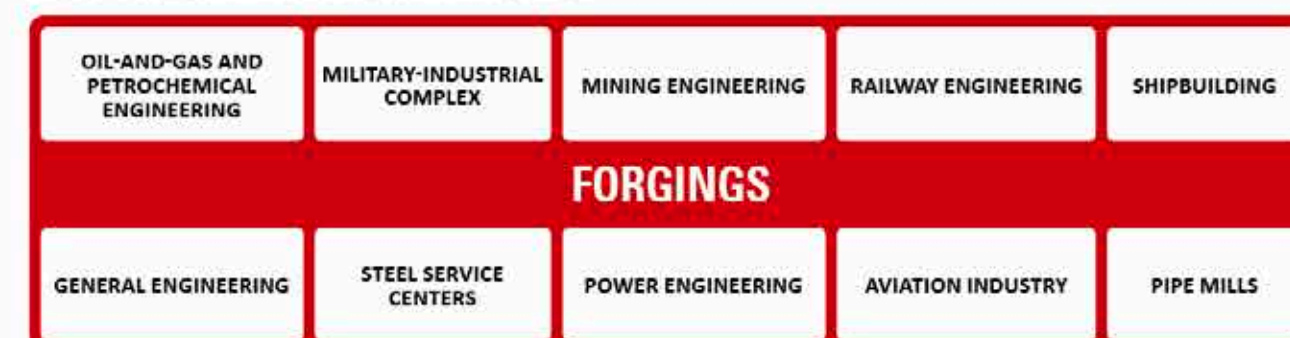 OIL-AND-GAS AND
PETROCHEMICAL
ENGINEERING
MILITARY-INDUSTRIAL
COMPLEX
MINING ENGINEERING
RAILWAY ENGINEERING
SHIPBUILDING
FORGINGS
GENERAL ENGINEERING
STEEL SERVICE
CENTERS
POWER ENGINEERING
AVIATION INDUSTRY
PIPE MILLS